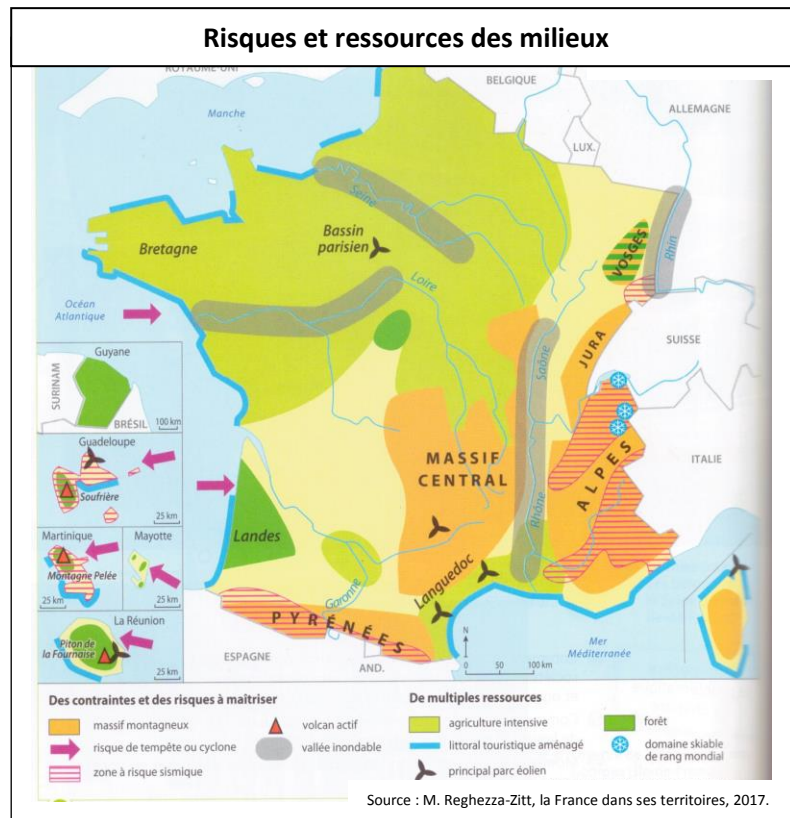 Risques et ressources des milieux
ROYAUME-UNI
BELGIQUE
Manche
ALLEMAGNE
LUX.
Seine
Bassin
parisien
Bretagne
VOSGES
Rhin
Loire
Océan
Atlantique
Guyane
SURINAM
BRÉSIL
100 km
Saône
JURA
SUISSE
Guadeloupe
Soufrière
25 km
MASSIF
CENTRAL
ALPES
ITALIE
Rhône
Landes
Martinique
Montagne Pelée
25 km
Mayotte
25 km
Languedoc
Garonne
PYRÉNÉES
La Réunion
Piton de
la Fournaise
25 km
ESPAGNE
AND.
N
0 50 100 km
Mer
Méditerranée
Des contraintes et des risques à maîtriser
massif montagneux
risque de tempête ou cyclone
zone à risque sismique
volcan actif
vallée inondable
De multiples ressources
agriculture intensive
littoral touristique aménagé
principal parc éolien
forêt
domaine skiable
de rang mondial
Source : M. Reghezza-Zitt, la France dans ses territoires, 2017.